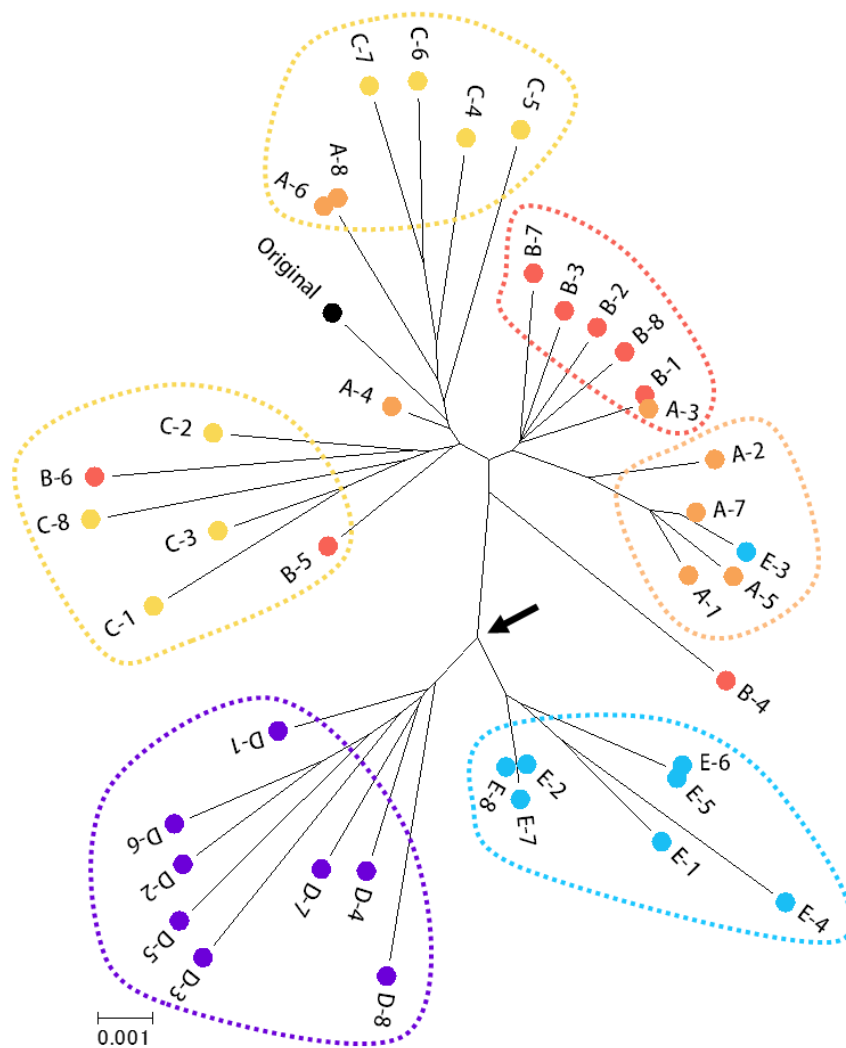 C-7
C-6
C-4
C-5
A-8
A-6
Original
B-7
B-3
B-2
B-8
B-1
A-3
A-4
C-2
B-6
C-8
C-3
B-5
C-1
A-2
A-7
E-3
A-5
A-1
B-4
D-1
D-6
D-2
D-5
D-3
D-7
D-4
D-8
E-6
E-5
E-2
E-8
E-7
E-1
E-4
0.001